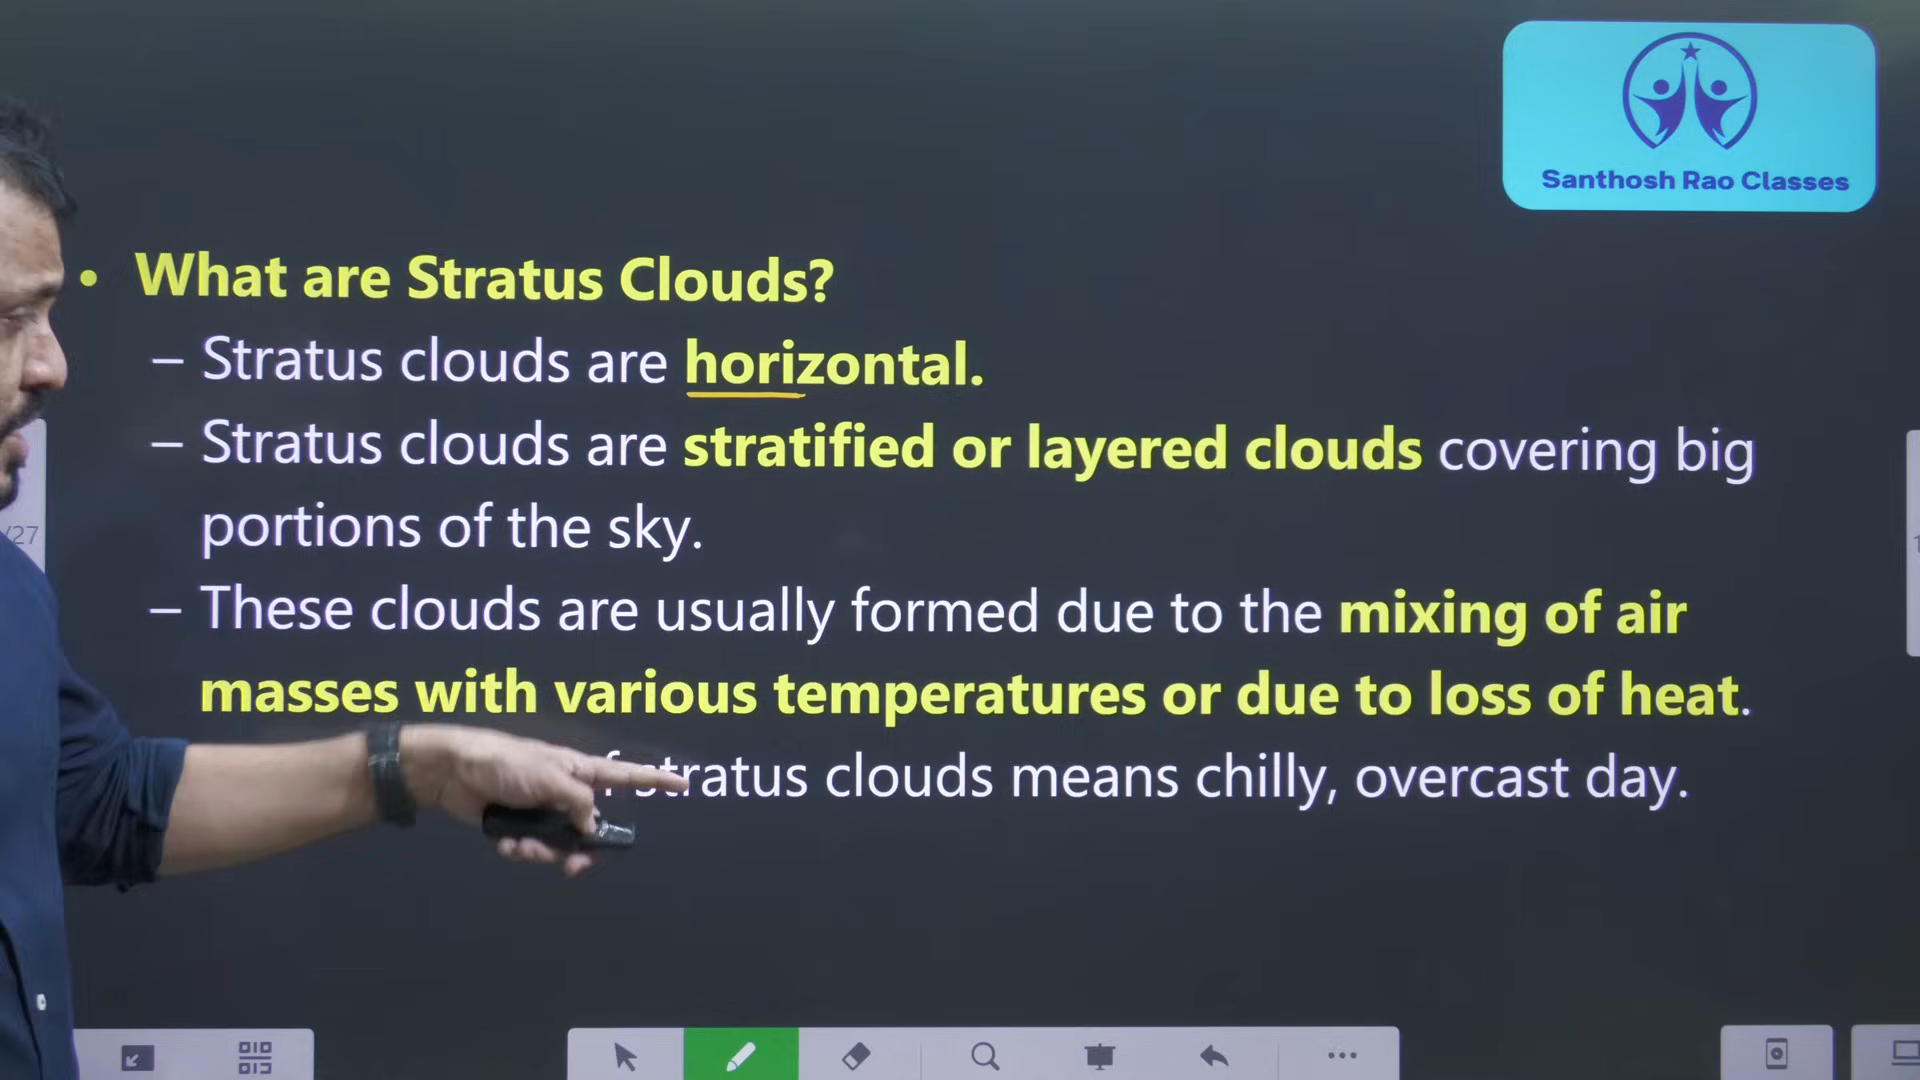 Santhosh Rao Classes
• What are Stratus Clouds?
– Stratus clouds are horizontal.
– Stratus clouds are stratified or layered clouds covering big
portions of the sky.
– These clouds are usually formed due to the mixing of air
masses with various temperatures or due to loss of heat.
stratus clouds means chilly, overcast day.
/27